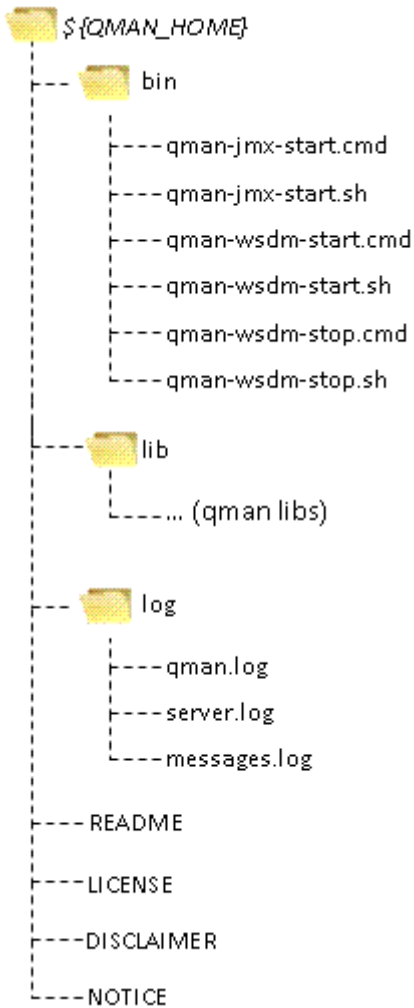 ${QMAN_HOME}
bin
qman-jmx-start.cmd
qman-jmx-start.sh
qman-wsdm-start.cmd
qman-wsdm-start.sh
qman-wsdm-stop.cmd
qman-wsdm-stop.sh
lib
... (qman libs)
log
qman.log
server.log
messages.log
README
LICENSE
DISCLAIMER
NOTICE